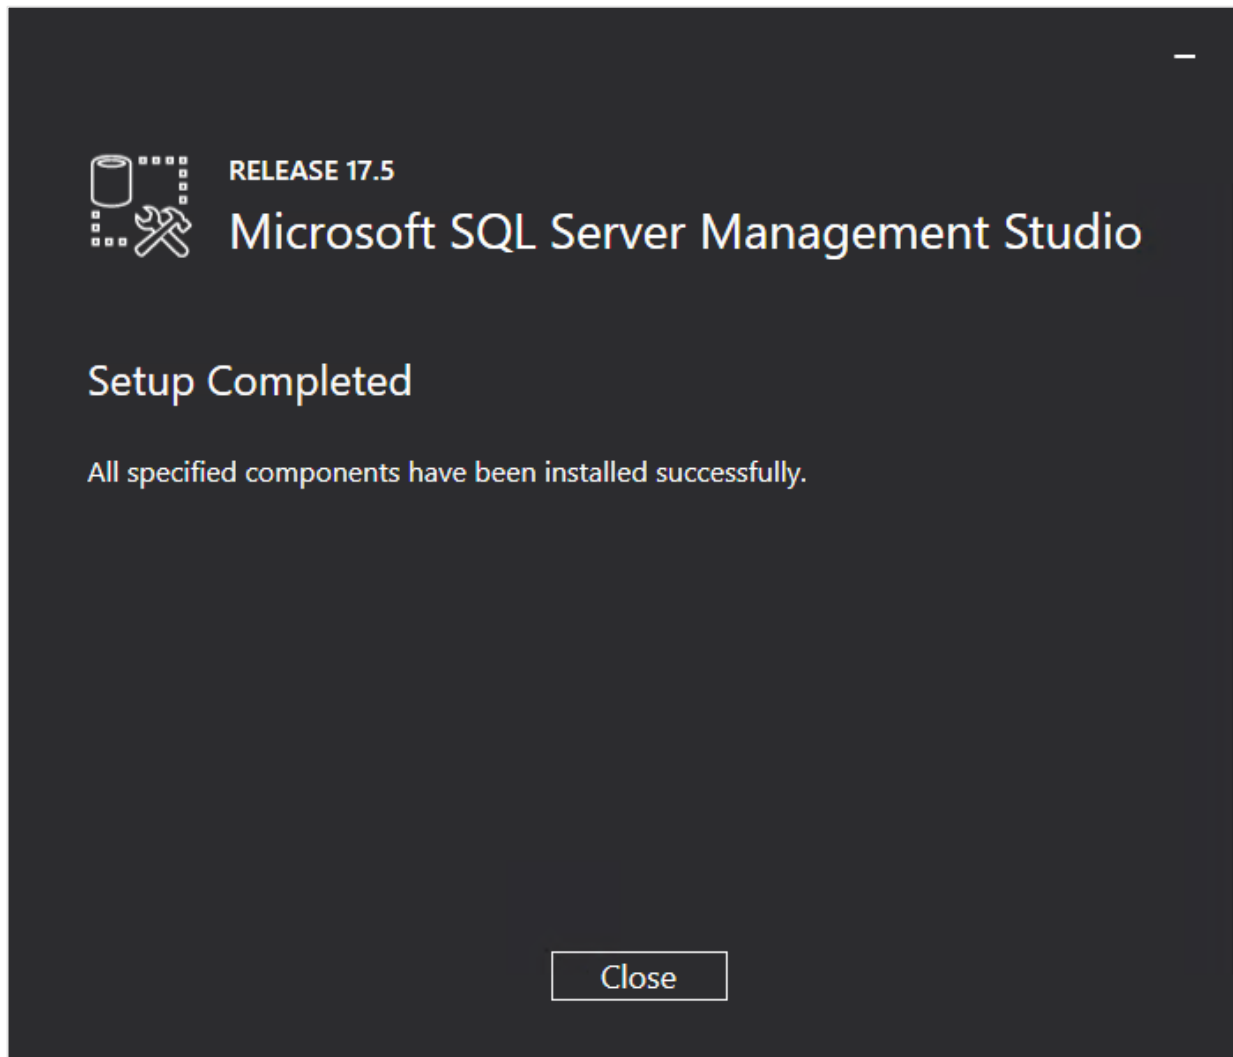 RELEASE 17.5
Microsoft SQL Server Management Studio
Setup Completed
All specified components have been installed successfully.
Close